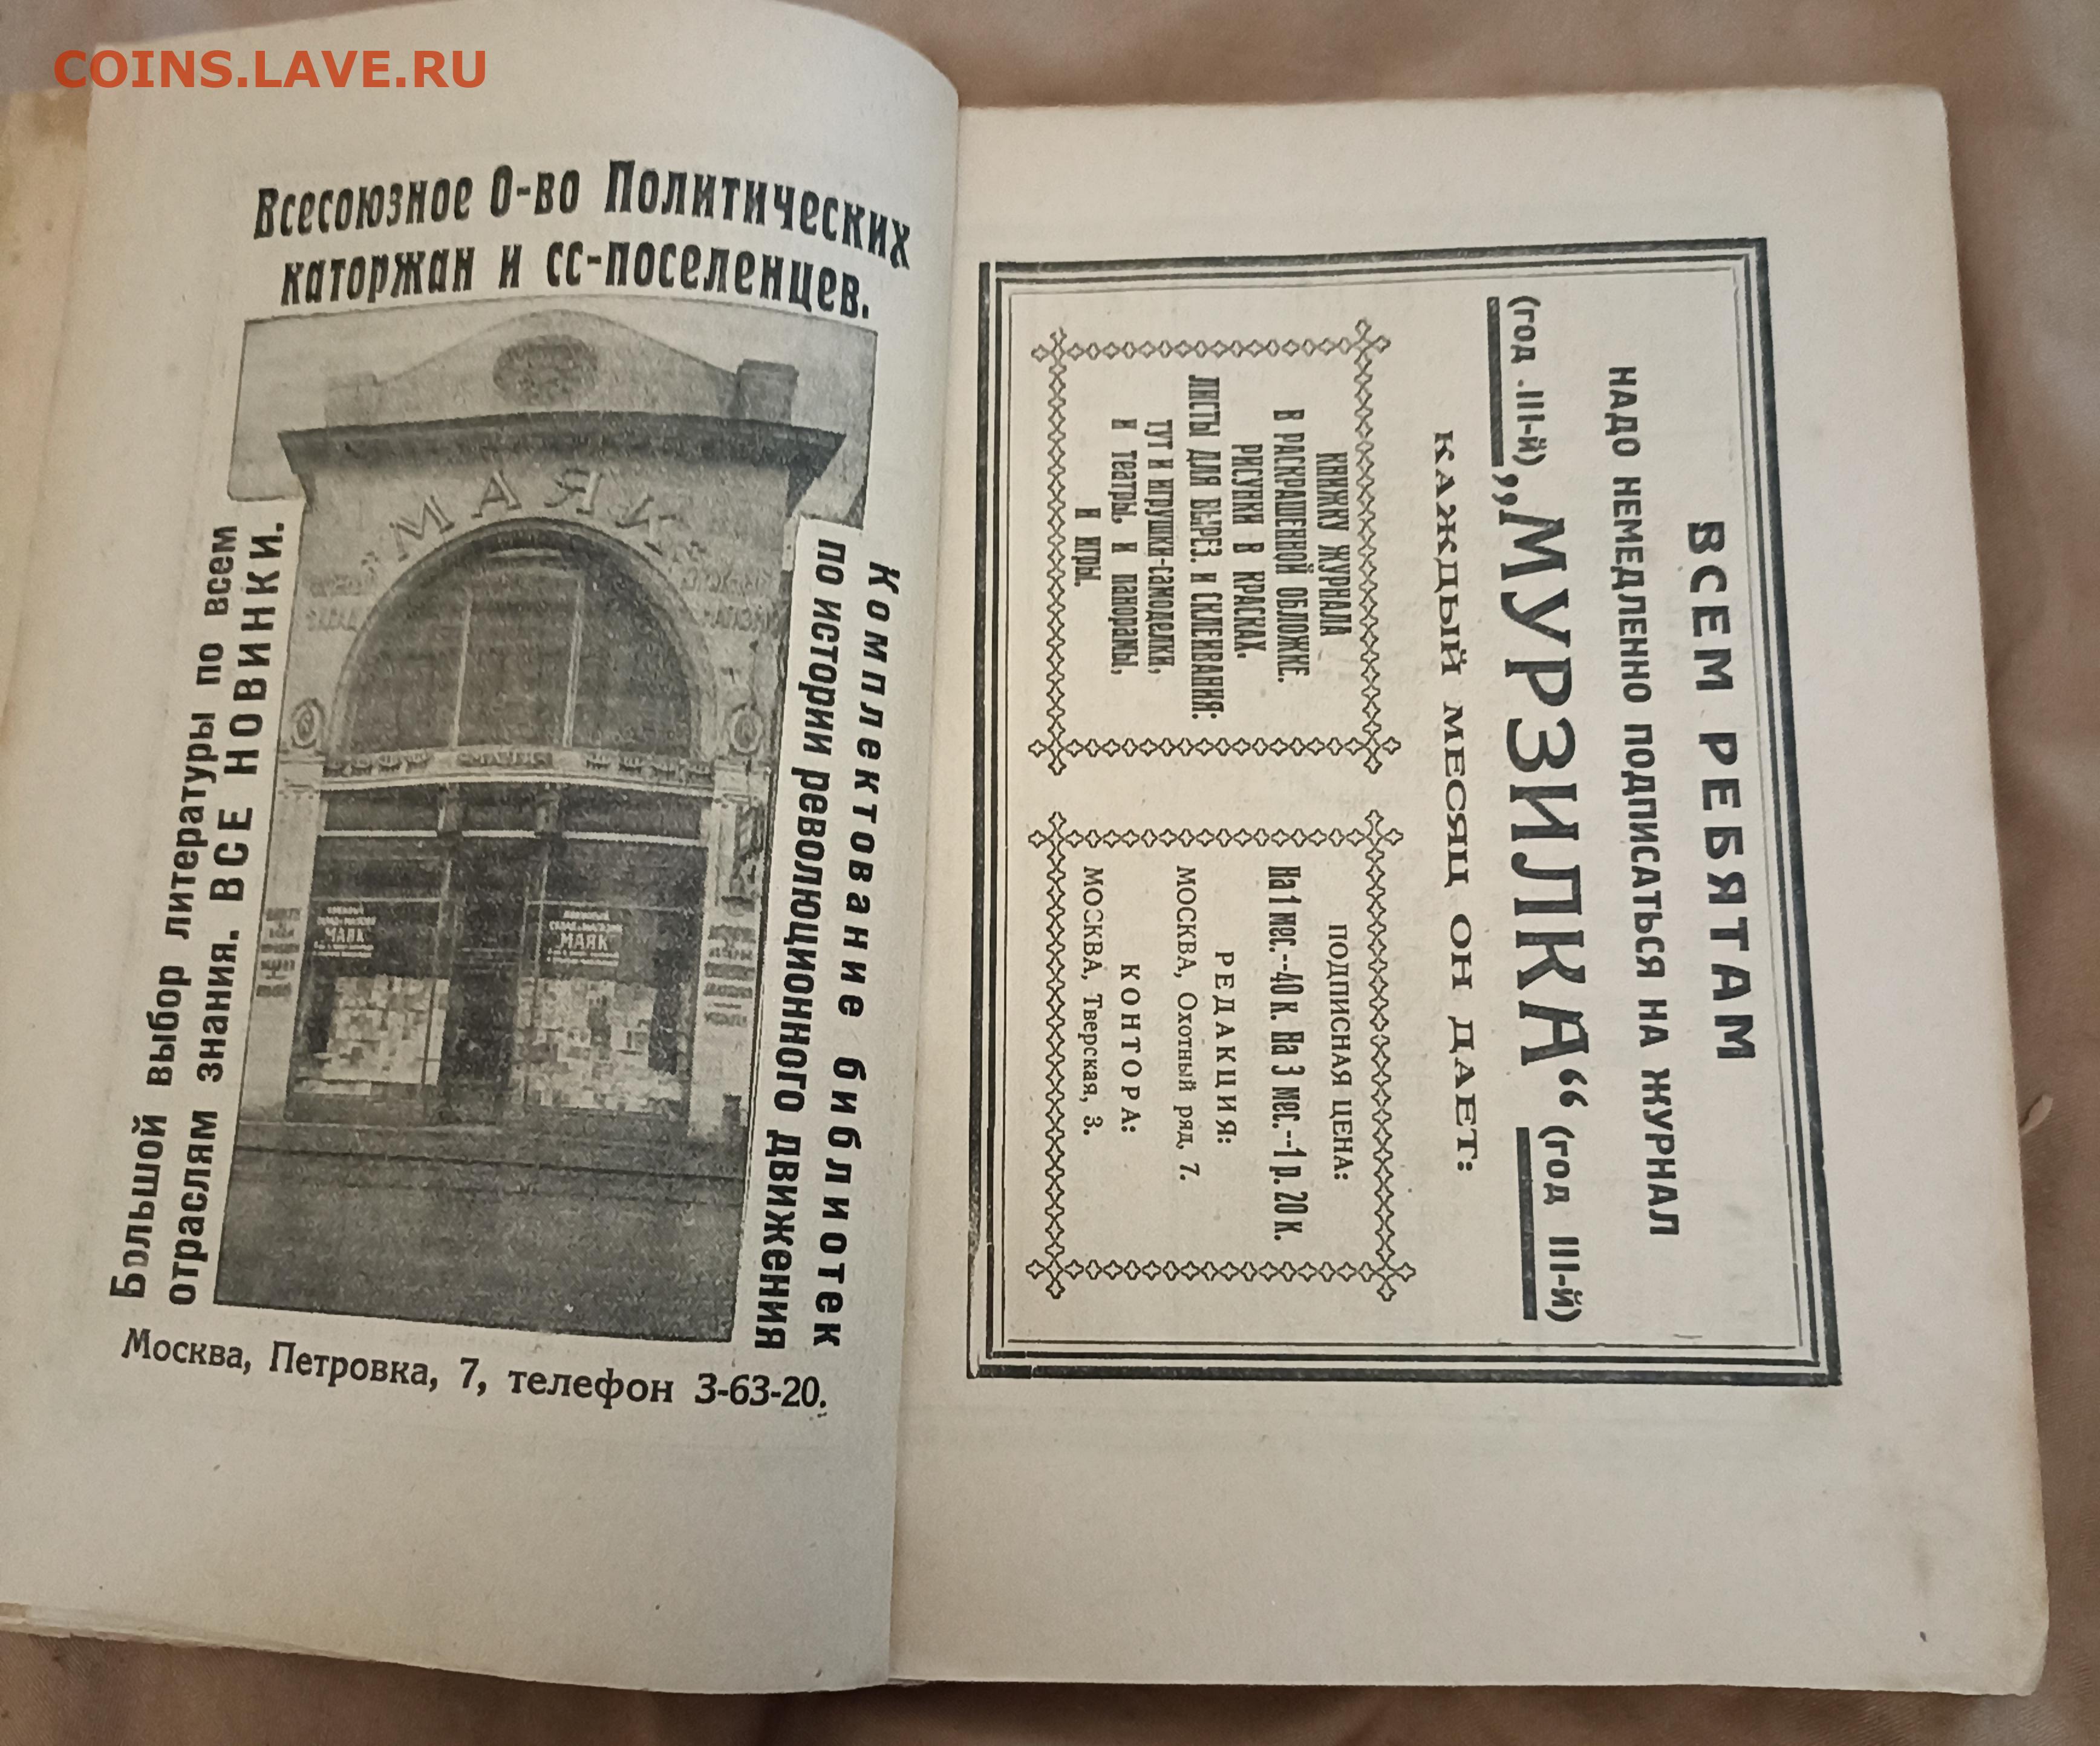 COINS.LAVE.RU
Всесоюзное О-во Политических
каторжан и сс-поселенцев.
"МАЯК"
МАЯК
МАЯК
Большой выбор литературы по всем
отраслям знания. ВСЕ НОВИНКИ.
Комплектование библиотек
по истории революционного движения
Москва, Петровка, 7, телефон 3-63-20.
ВСЕМ РЕБЯТАМ
НАДО НЕМЕДЛЕННО ПОДПИСАТЬСЯ НА ЖУРНАЛ
(год III-й) „МУРЗИЛКА“ (год III-й)
КАЖДЫЙ МЕСЯЦ ОН ДАЕТ:
КНИЖКУ ЖУРНАЛА
В РАСКРАШЕННОЙ ОБЛОЖКЕ.
РИСУНКИ В КРАСКАХ.
ЛИСТЫ ДЛЯ ВЫРЕЗ. и СКЛЕИВАНИЯ:
тут и игрушки-самоделки,
и театры, и панорамы,
и игры.
ПОДПИСНАЯ ЦЕНА:
На 1 мес.--40 к. На 3 мес.--1 р. 20 к.
РЕДАКЦИЯ:
МОСКВА, Охотный ряд, 7.
КОНТОРА:
МОСКВА, Тверская, 3.